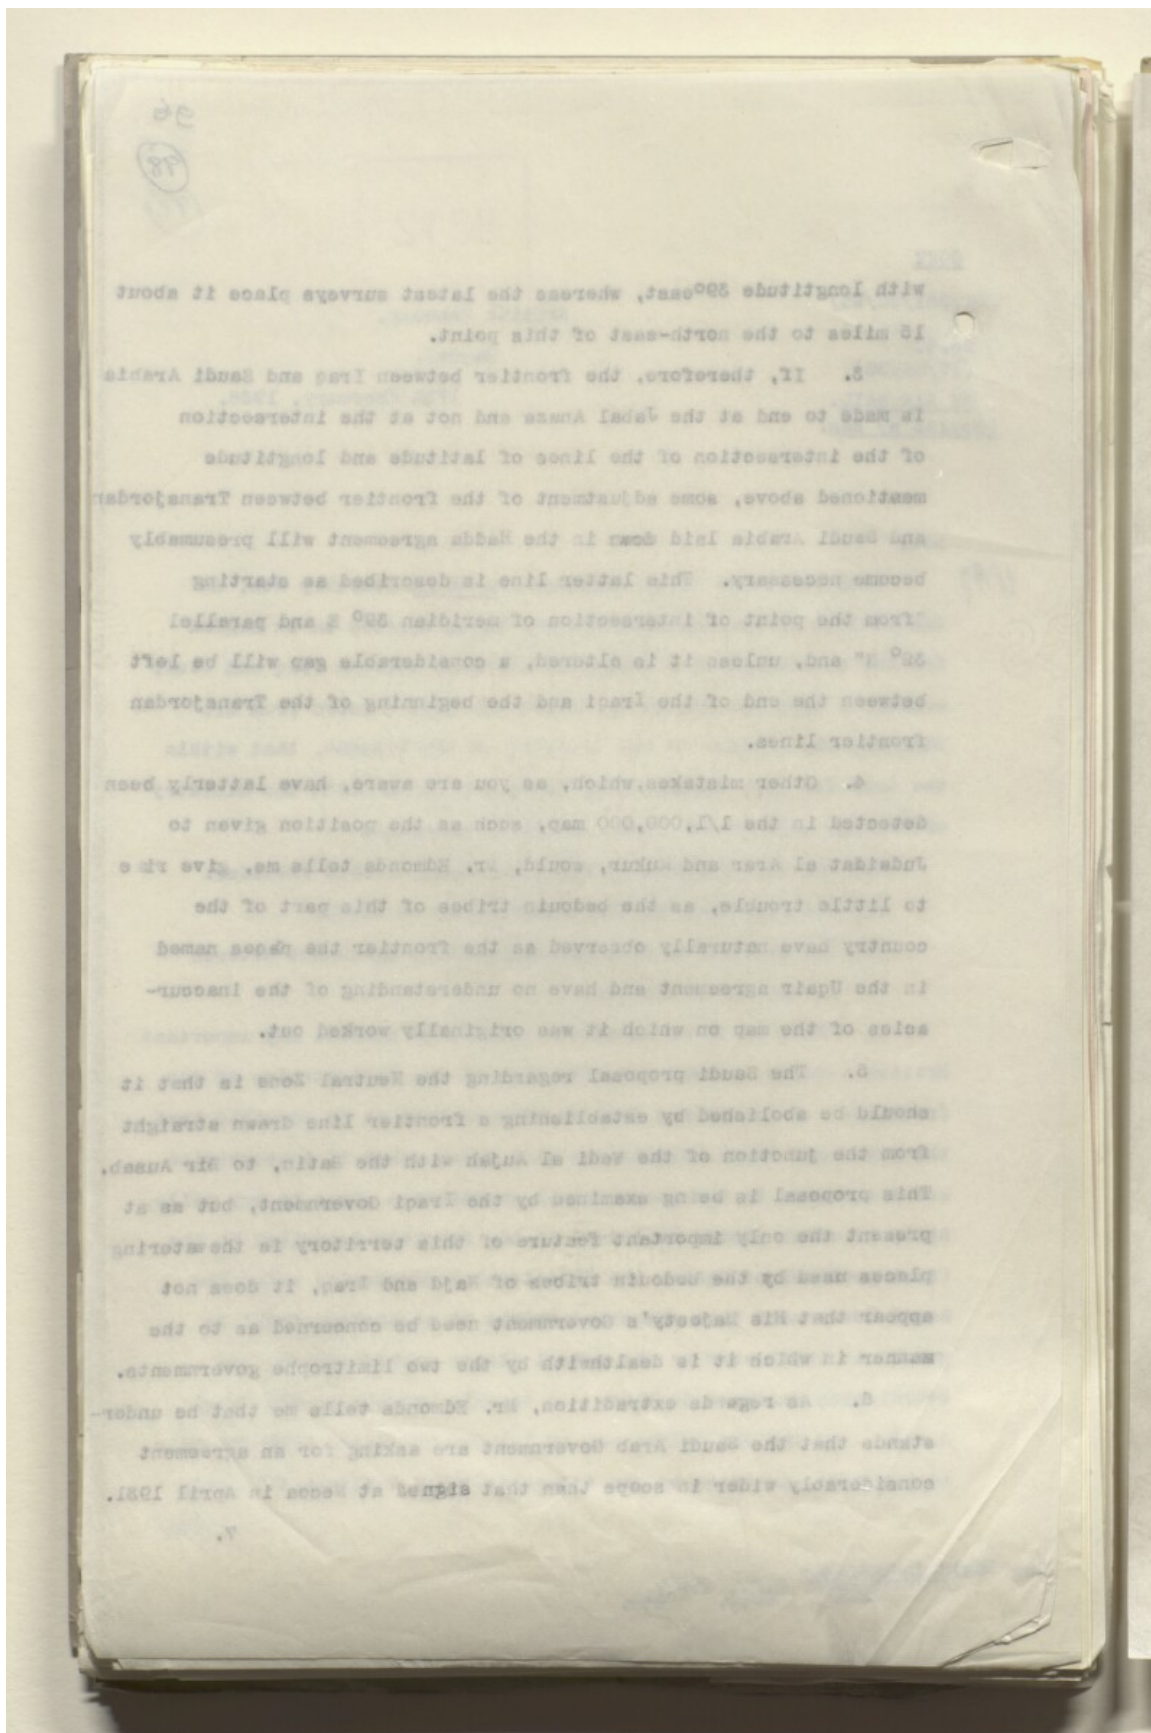 96
98
with longtitude 39° east, whereas the latest surveys place it about
15 miles to the north-east of this point.
3. If, therefore, the frontier between Iraq and Saudi Arabia
is made to end at the Jabal Anaza and not at the intersection
of the intersection of the lines of latitude and longtitude
mentioned above, some adjustment of the frontier between Transjordan
and Saudi Arabia laid down in the Hadda agreement will presumably
become necessary. This latter line is described as starting
"from the point of intersection of meridian 39° E and parallel
32° N" and, unless it is altered, a considerable gap will be left
between the end of the Iraqi and the beginning of the Transjordan
frontier lines.
4. Other mistakes, which, as you are aware, have latterly been
detected in the 1/1,000,000 map, such as the position given to
Judaidat al Arar and Mukur, would, Mr. Edmonds tells me, give rise
to little trouble, as the bedouin tribes of this part of the
country have naturally observed as the frontier the places named
in the Uqair agreement and have no understanding of the inaccur-
acies of the map on which it was originally worked out.
5. The Saudi proposal regarding the Neutral Zone is that it
should be abolished by establishing a frontier line drawn straight
from the junction of the Wadi al Aujah with the Batin, to Bir Ausab.
This proposal is being examined by the Iraqi Government, but as at
present the only important feature of this territory is the watering
places used by the bedouin tribes of Najd and Iraq, it does not
appear that His Majesty's Government need be concerned as to the
manner in which it is dealt with by the two limitrophe governments.
6. As regards extradition, Mr. Edmonds tells me that he under-
stands that the Saudi Arab Government are asking for an agreement
considerably wider in scope than that signed at Mecca in April 1931.
7.